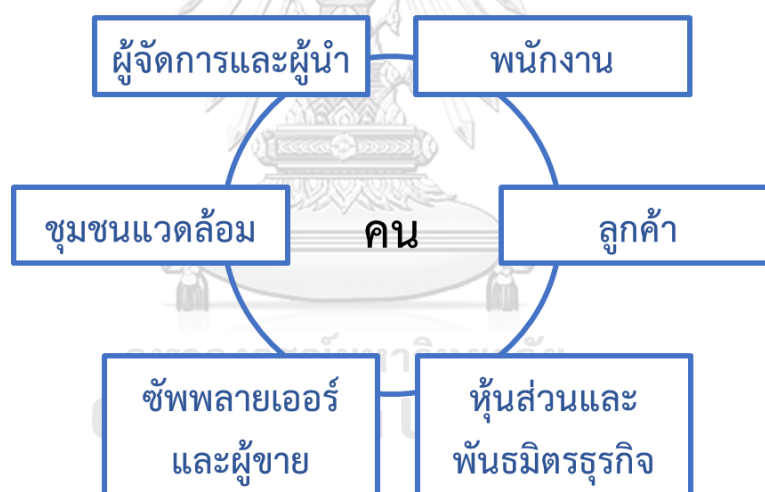 ผู้จัดการและผู้นำ
พนักงาน
ชุมชนแวดล้อม
คน
ลูกค้า
ซัพพลายเออร์
และผู้ขาย
หุ้นส่วนและ
พันธมิตรธุรกิจ